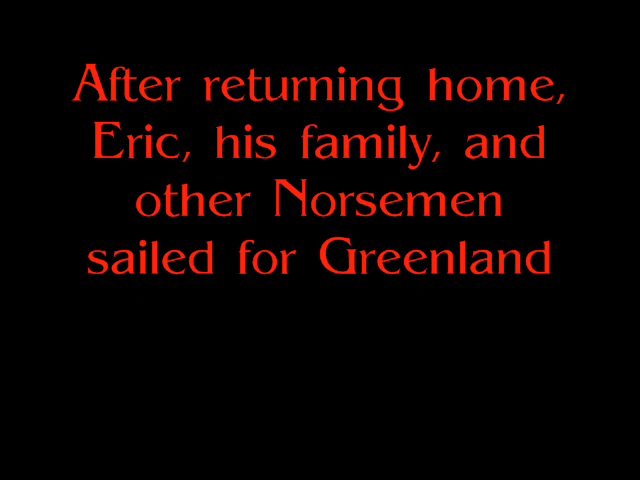 After returning home,
Eric, his family, and
other Norsemen
sailed for Greenland